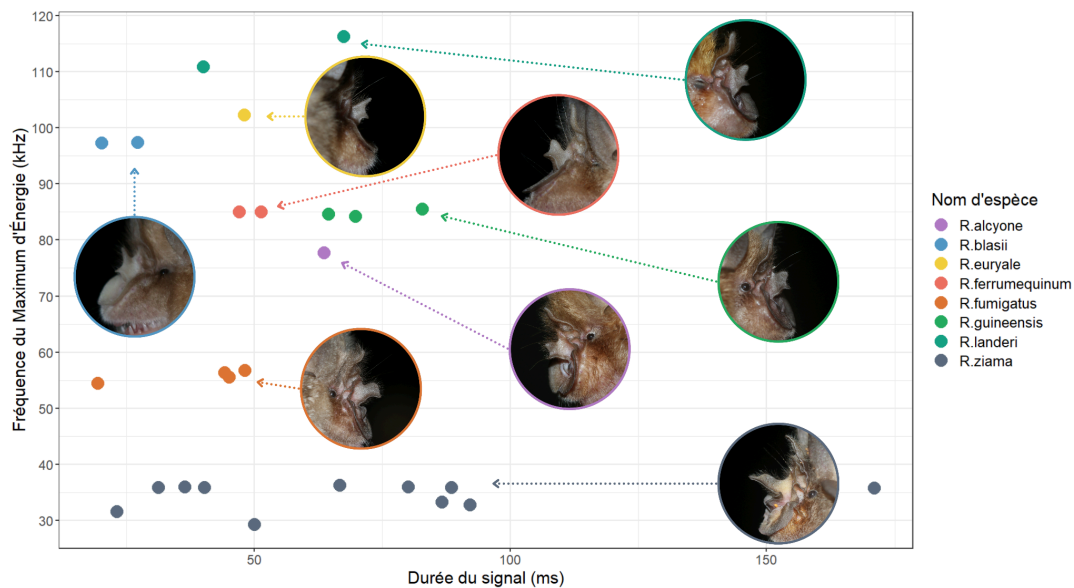 120
110
100
90
80
70
60
50
40
30
Fréquence du Maximum d'Énergie (kHz)
50
100
150
Durée du signal (ms)
Nom d'espèce
R.alcyone
R.blasii
R.euryale
R.ferrumequinum
R.fumigatus
R.guineensis
R.landeri
R.ziama